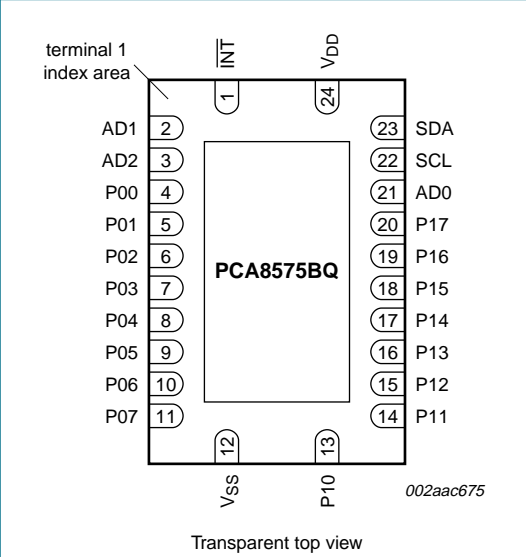 terminal 1
index area
INT
VDD
1
24
AD1 2
23 SDA
AD2 3
22 SCL
P00 4
21 AD0
P01 5
20 P17
P02 6
19 P16
PCA8575BQ
P03 7
18 P15
P04 8
17 P14
P05 9
16 P13
P06 10
15 P12
P07 11
14 P11
12
13
VSS
P10
002aac675
Transparent top view